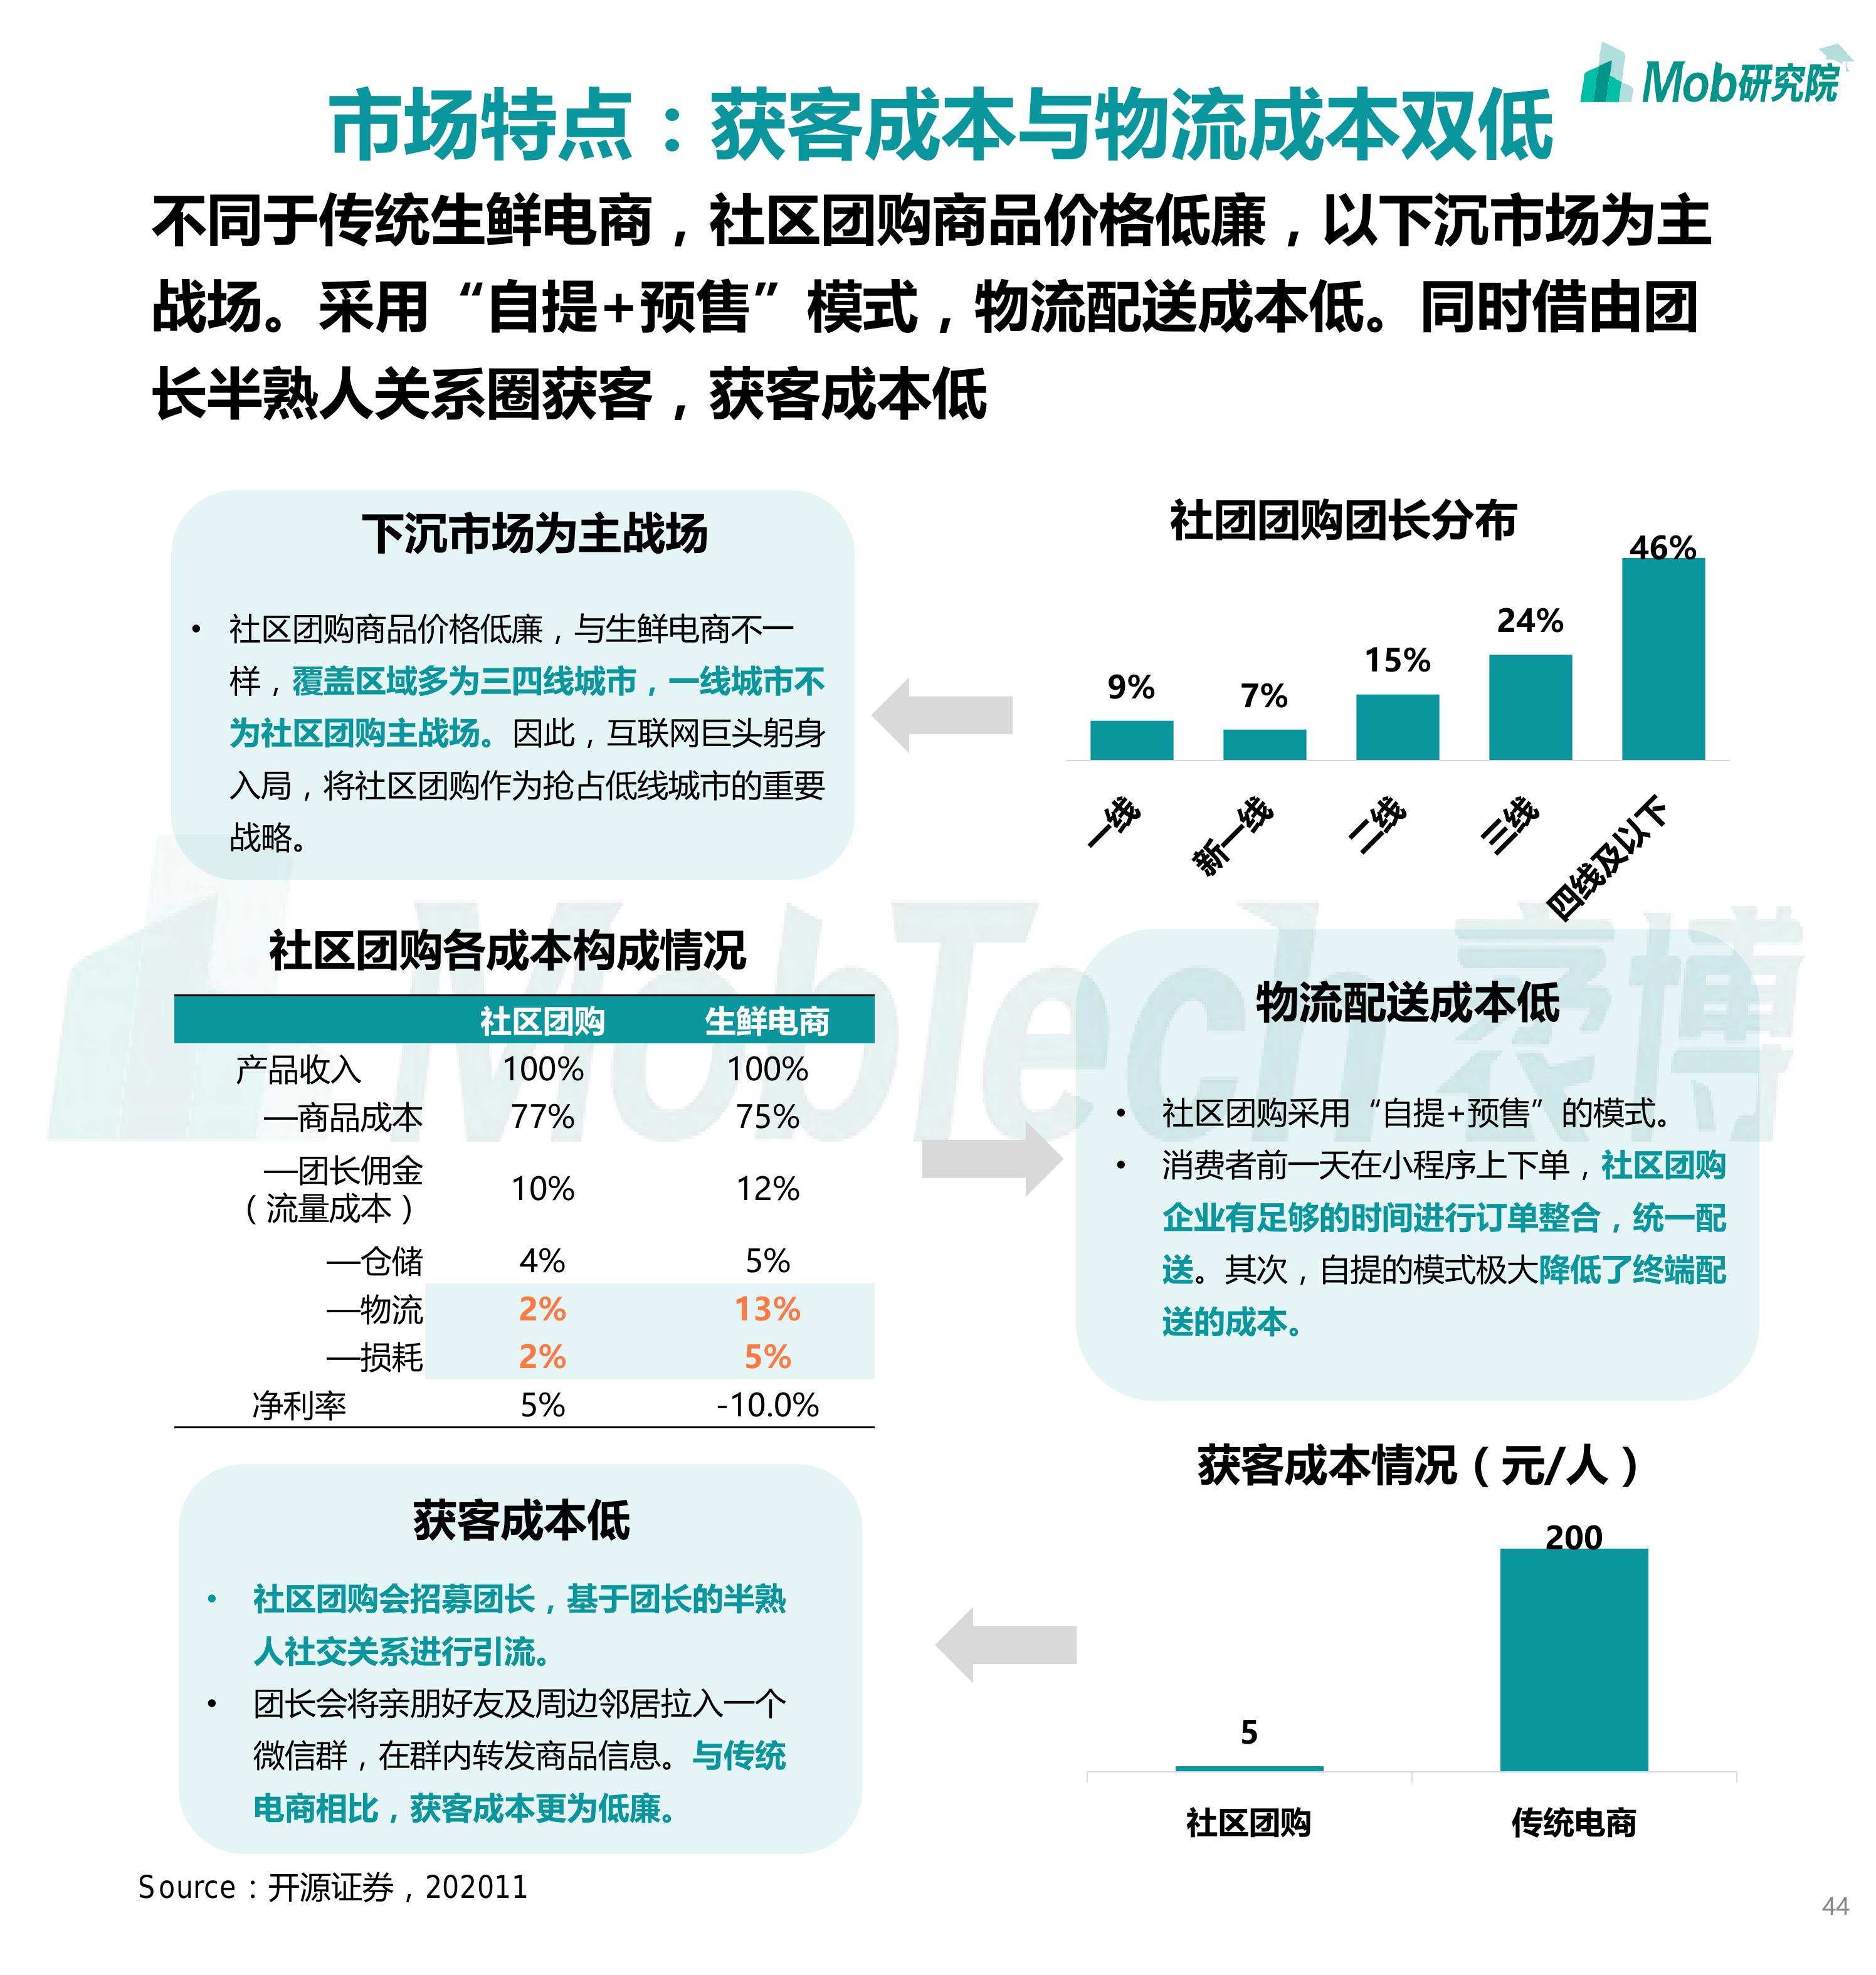 Mob研究院
市场特点：获客成本与物流成本双低
不同于传统生鲜电商，社区团购商品价格低廉，以下沉市场为主
战场。采用“自提+预售”模式，物流配送成本低。同时借由团
长半熟人关系圈获客，获客成本低
下沉市场为主战场
• 社区团购商品价格低廉，与生鲜电商不一
样，覆盖区域多为三四线城市，一线城市不
为社区团购主战场。因此，互联网巨头躬身
入局，将社区团购作为抢占低线城市的重要
战略。
社团团购团长分布
9% 7% 15% 24% 46%
一线 新一线 二线 三线 四线及以下
社区团购各成本构成情况
社区团购 生鲜电商
产品收入 100% 100%
—商品成本 77% 75%
—团长佣金
（流量成本） 10% 12%
—仓储 4% 5%
—物流 2% 13%
—损耗 2% 5%
净利率 5% -10.0%
物流配送成本低
• 社区团购采用“自提+预售”的模式。
• 消费者前一天在小程序上下单，社区团购
企业有足够的时间进行订单整合，统一配
送。其次，自提的模式极大降低了终端配
送的成本。
获客成本低
• 社区团购会招募团长，基于团长的半熟
人社交关系进行引流。
• 团长会将亲朋好友及周边邻居拉入一个
微信群，在群内转发商品信息。与传统
电商相比，获客成本更为低廉。
获客成本情况（元/人）
5 200
社区团购 传统电商
Source：开源证券，202011
44
MobTech 袤博